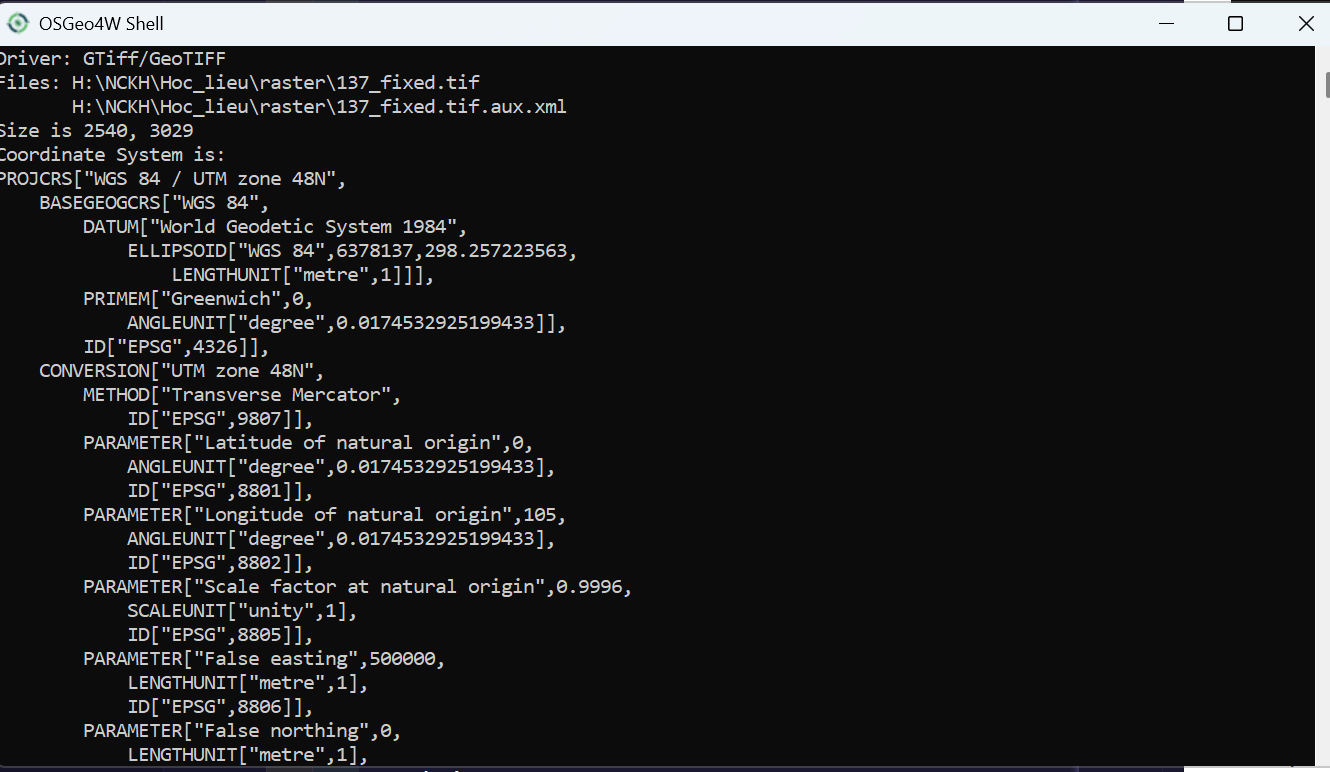 OSGeo4W Shell
Driver: GTiff/GeoTIFF
Files: H:\NCKH\Hoc_lieu\raster\137_fixed.tif
       H:\NCKH\Hoc_lieu\raster\137_fixed.tif.aux.xml
Size is 2540, 3029
Coordinate System is:
PROJCRS["WGS 84 / UTM zone 48N",
    BASEGEOGCRS["WGS 84",
        DATUM["World Geodetic System 1984",
            ELLIPSOID["WGS 84",6378137,298.257223563,
                LENGTHUNIT["metre",1]]],
        PRIMEM["Greenwich",0,
            ANGLEUNIT["degree",0.0174532925199433]],
        ID["EPSG",4326]],
    CONVERSION["UTM zone 48N",
        METHOD["Transverse Mercator",
            ID["EPSG",9807]],
        PARAMETER["Latitude of natural origin",0,
            ANGLEUNIT["degree",0.0174532925199433],
            ID["EPSG",8801]],
        PARAMETER["Longitude of natural origin",105,
            ANGLEUNIT["degree",0.0174532925199433],
            ID["EPSG",8802]],
        PARAMETER["Scale factor at natural origin",0.9996,
            SCALEUNIT["unity",1],
            ID["EPSG",8805]],
        PARAMETER["False easting",500000,
            LENGTHUNIT["metre",1],
            ID["EPSG",8806]],
        PARAMETER["False northing",0,
            LENGTHUNIT["metre",1],